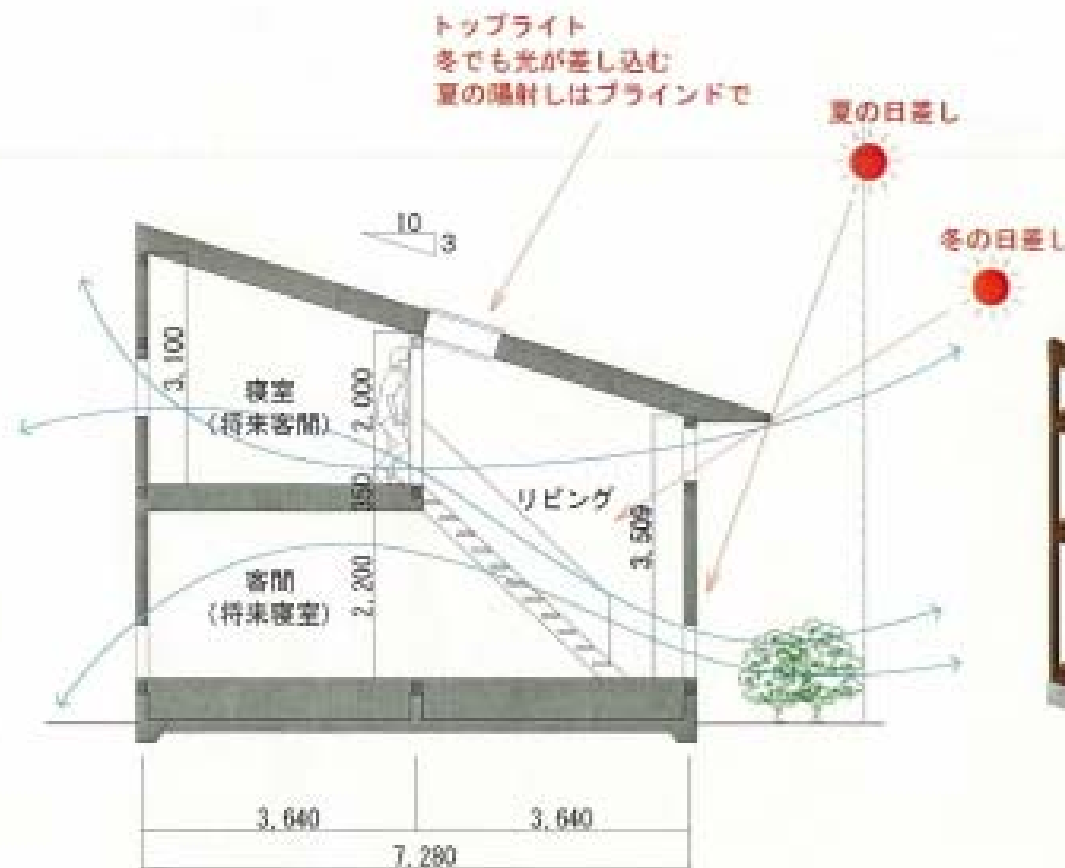 トップライト
冬でも光が差し込む
夏の陽射しはブラインドで
夏の日差し
冬の日差し
10
3
3,100
寝室
(将来客間)
2,000
350
リビング
3,509
客間
(将来寝室)
2,200
3,640
3,640
7,280